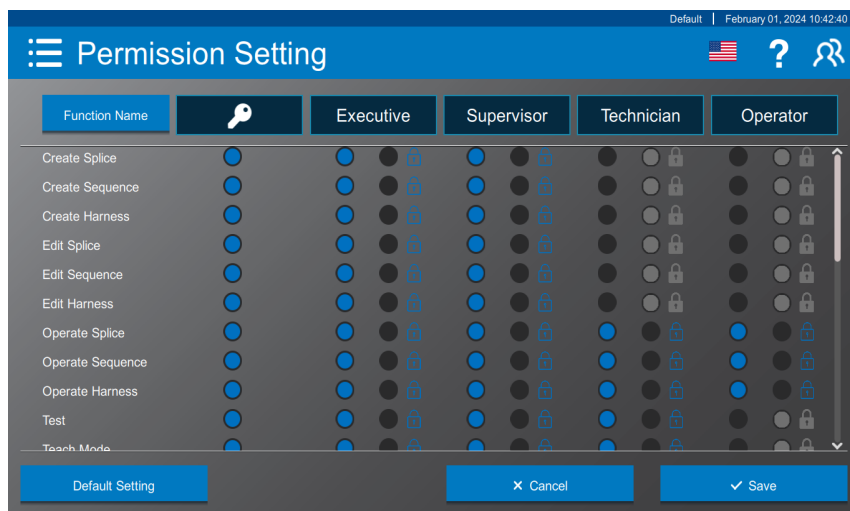 Default | February 01, 2024 10:42:40
Permission Setting ?
Function Name Executive Supervisor Technician Operator
Create Splice
Create Sequence
Create Harness
Edit Splice
Edit Sequence
Edit Harness
Operate Splice
Operate Sequence
Operate Harness
Test
Teach Mode
Default Setting Cancel Save